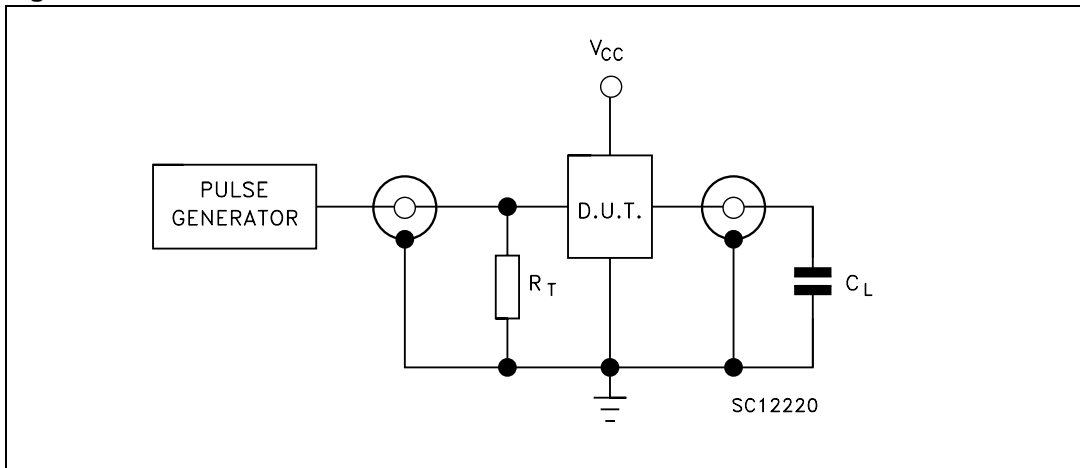 VCC
PULSE
GENERATOR
D.U.T.
RT
CL
SC12220